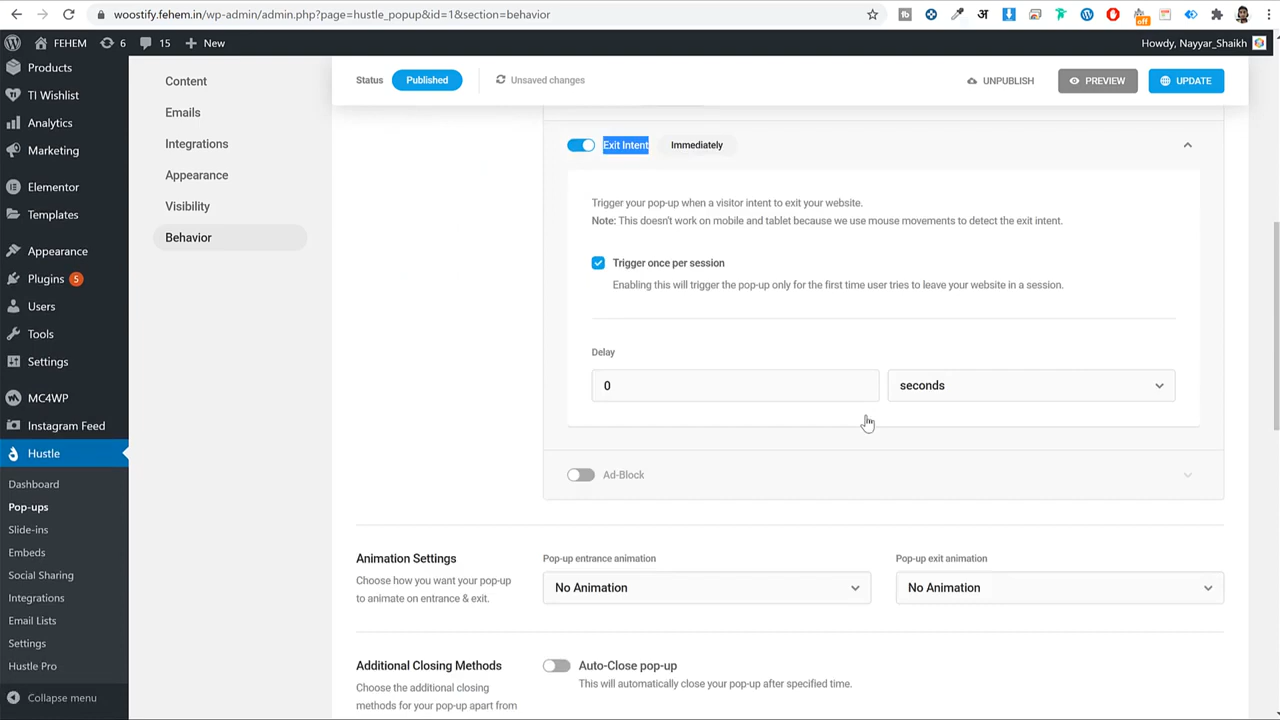 woostify.fehem.in/wp-admin/admin.php?page=hustle_popup&id=1&section=behavior
off
FEHEM 6 15 + New
Howdy, Nayyar_Shaikh
Products
TI Wishlist
Analytics
Marketing
Elementor
Templates
Appearance
Plugins 5
Users
Tools
Settings
MC4WP
Instagram Feed
Hustle
Dashboard
Pop-ups
Slide-ins
Embeds
Social Sharing
Integrations
Email Lists
Settings
Hustle Pro
Collapse menu
Content
Emails
Integrations
Appearance
Visibility
Behavior
Status Published Unsaved changes UNPUBLISH PREVIEW UPDATE
Exit Intent Immediately
Trigger your pop-up when a visitor intent to exit your website.
Note: This doesn't work on mobile and tablet because we use mouse movements to detect the exit intent.
Trigger once per session
Enabling this will trigger the pop-up only for the first time user tries to leave your website in a session.
Delay
0 seconds
Ad-Block
Animation Settings
Choose how you want your pop-up
to animate on entrance & exit.
Pop-up entrance animation
No Animation
Pop-up exit animation
No Animation
Additional Closing Methods
Choose the additional closing
methods for your pop-up apart from
Auto-Close pop-up
This will automatically close your pop-up after specified time.